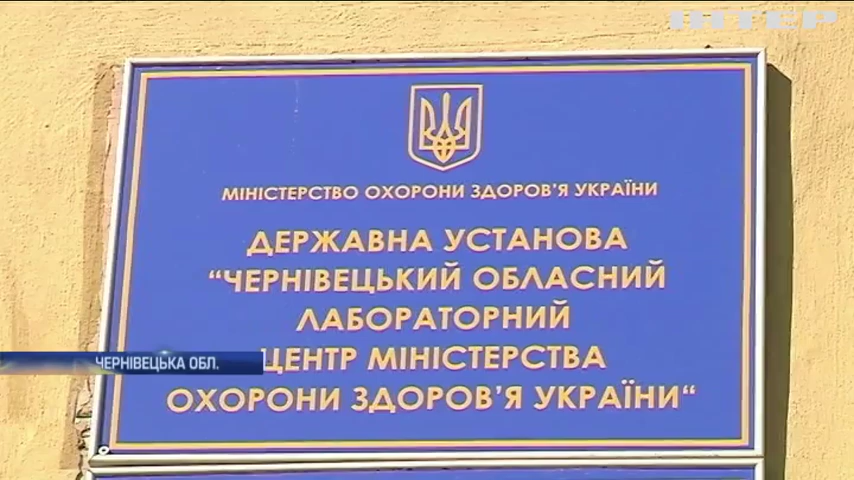 ІНТЕР
МІНІСТЕРСТВО ОХОРОНИ ЗДОРОВ'Я УКРАЇНИ
ДЕРЖАВНА УСТАНОВА
“ЧЕРНІВЕЦЬКИЙ ОБЛАСНИЙ
ЛАБОРАТОРНИЙ
ЦЕНТР МІНІСТЕРСТВА
ОХОРОНИ ЗДОРОВ'Я УКРАЇНИ“
ЧЕРНІВЕЦЬКА ОБЛ.